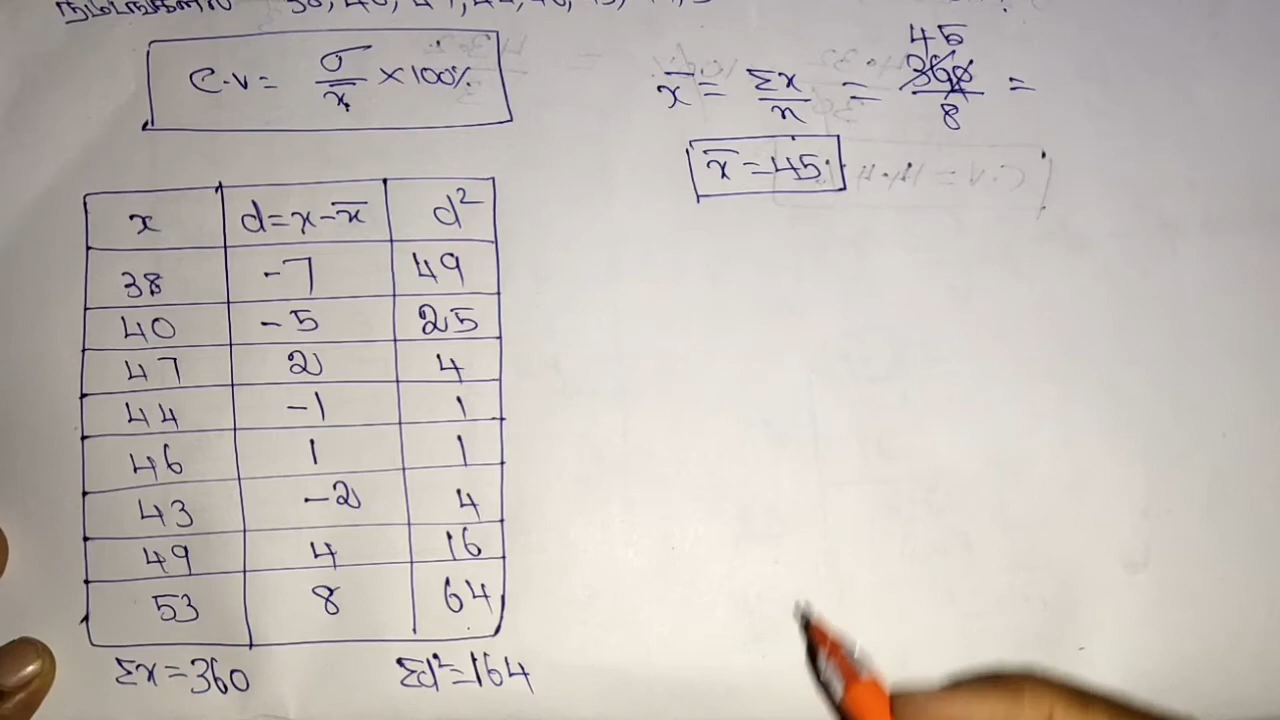 C.V = σ/x̄ × 100%
x̄ = Σx/n = 360/8 = 45
x̄ = 45
x d=x-x̄ d²
38 -7 49
40 -5 25
47 2 4
44 -1 1
46 1 1
43 -2 4
49 4 16
53 8 64
Σx=360 Σd²=164